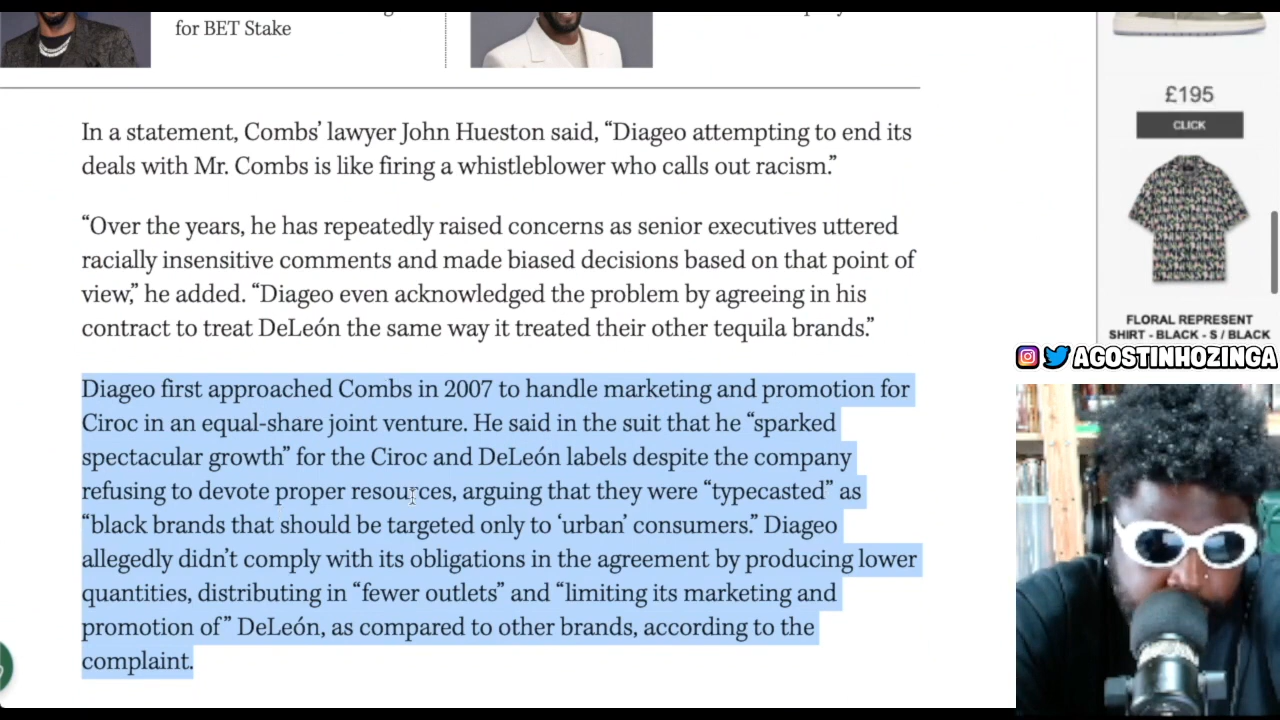 for BET Stake
In a statement, Combs’ lawyer John Hueston said, “Diageo attempting to end its
deals with Mr. Combs is like firing a whistleblower who calls out racism.”
“Over the years, he has repeatedly raised concerns as senior executives uttered
racially insensitive comments and made biased decisions based on that point of
view,” he added. “Diageo even acknowledged the problem by agreeing in his
contract to treat DeLeón the same way it treated their other tequila brands.”
Diageo first approached Combs in 2007 to handle marketing and promotion for
Ciroc in an equal-share joint venture. He said in the suit that he “sparked
spectacular growth” for the Ciroc and DeLeón labels despite the company
refusing to devote proper resources, arguing that they were “typecasted” as
“black brands that should be targeted only to ‘urban’ consumers.” Diageo
allegedly didn’t comply with its obligations in the agreement by producing lower
quantities, distributing in “fewer outlets” and “limiting its marketing and
promotion of” DeLeón, as compared to other brands, according to the
complaint.
£195
CLICK
FLORAL REPRESENT
SHIRT - BLACK - S / BLACK
AGOSTINHOZINGA